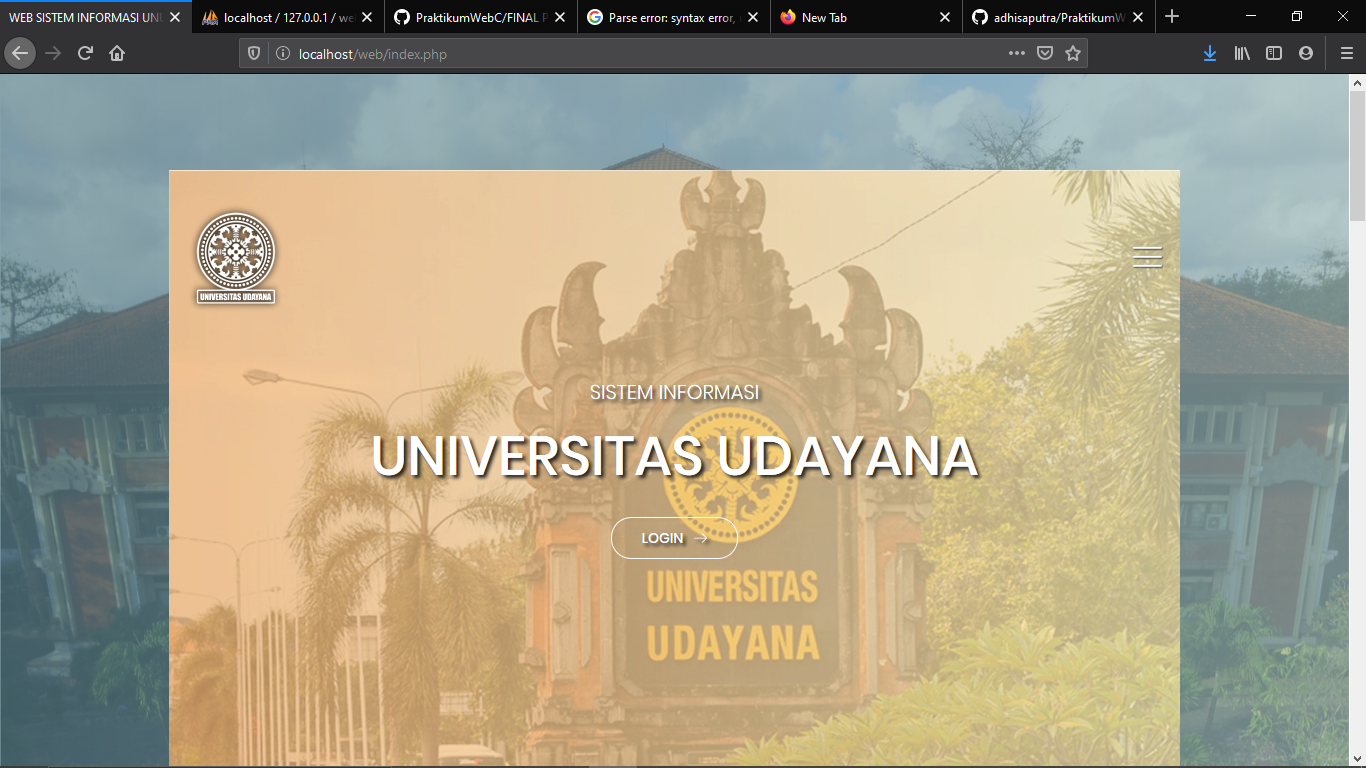 WEB SISTEM INFORMASI UNU
localhost / 127.0.0.1 / we
PraktikumWebC/FINAL P
Parse error: syntax error,
New Tab
adhisaputra/PraktikumW
localhost/web/index.php
UNIVERSITAS UDAYANA
SISTEM INFORMASI
UNIVERSITAS UDAYANA
LOGIN
UNIVERSITAS
UDAYANA